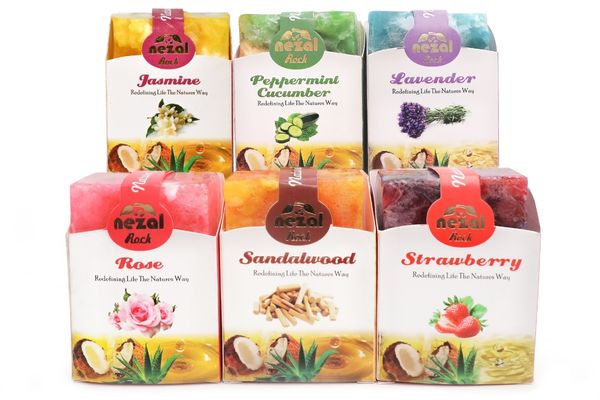 nezal
Rock
Jasmine
Redefining Life The Natures Way
nezal
Rock
Peppermint
Cucumber
Redefining Life The Natures Way
nezal
Rock
Lavender
Redefining Life The Natures Way
nezal
Rock
Rose
Redefining Life The Natures Way
nezal
Rock
Sandalwood
Redefining Life The Natures Way
nezal
Rock
Strawberry
Redefining Life The Natures Way